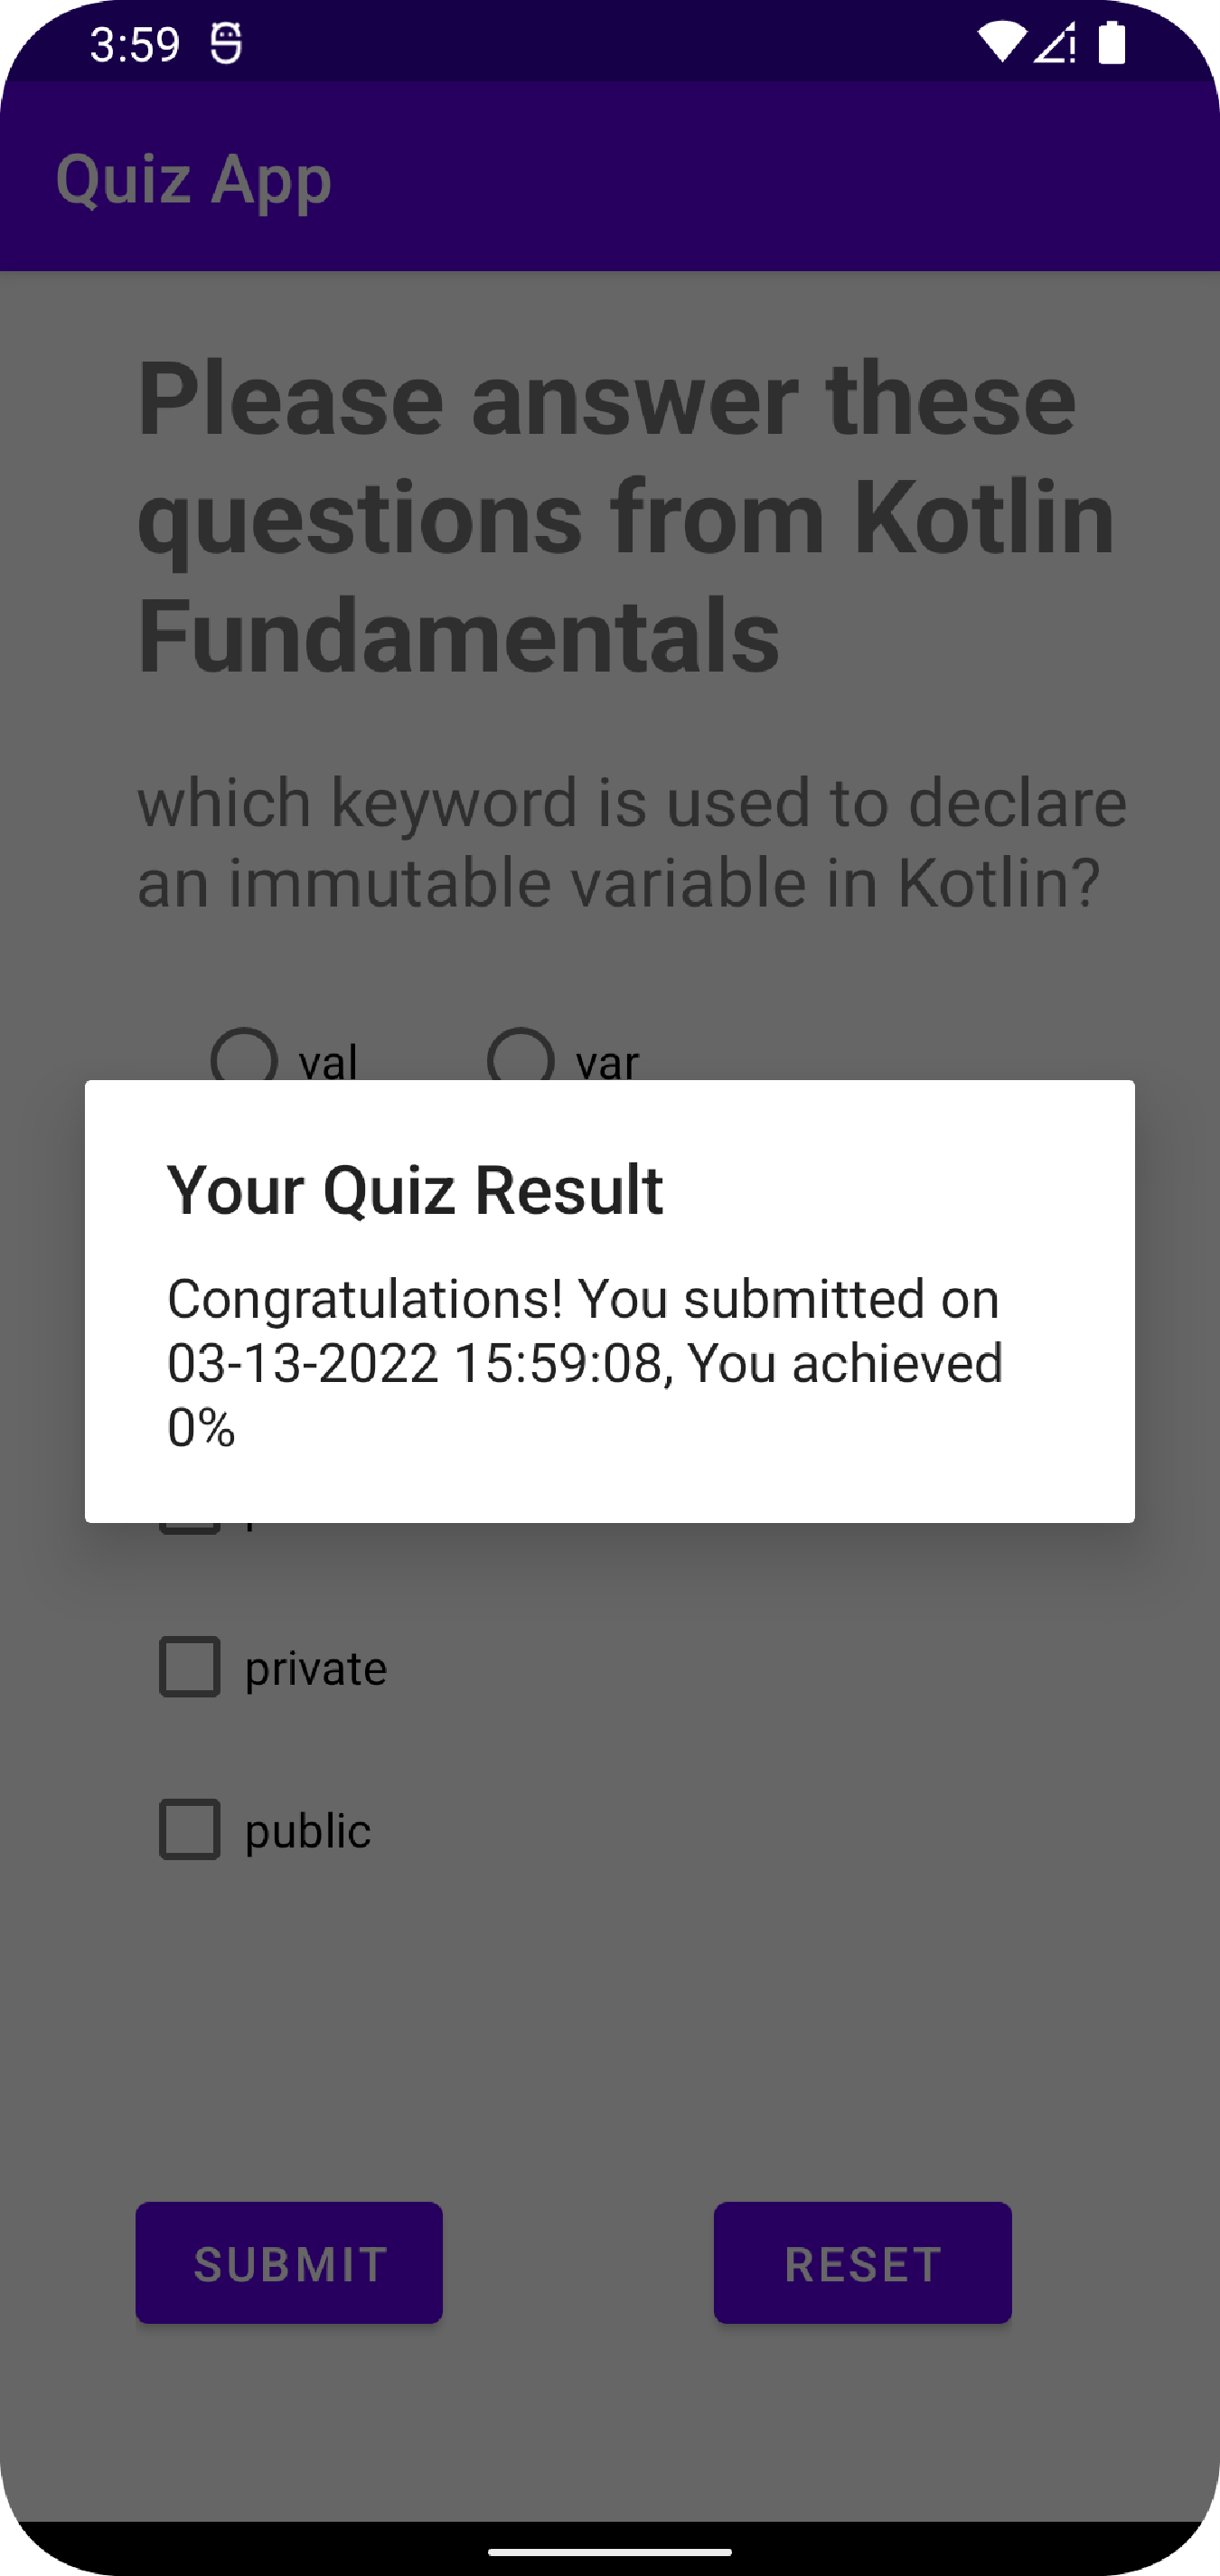 3:59
Quiz App
Please answer these
questions from Kotlin
Fundamentals
which keyword is used to declare
an immutable variable in Kotlin?
val var
Your Quiz Result
Congratulations! You submitted on
03-13-2022 15:59:08, You achieved
0%
private
public
SUBMIT RESET